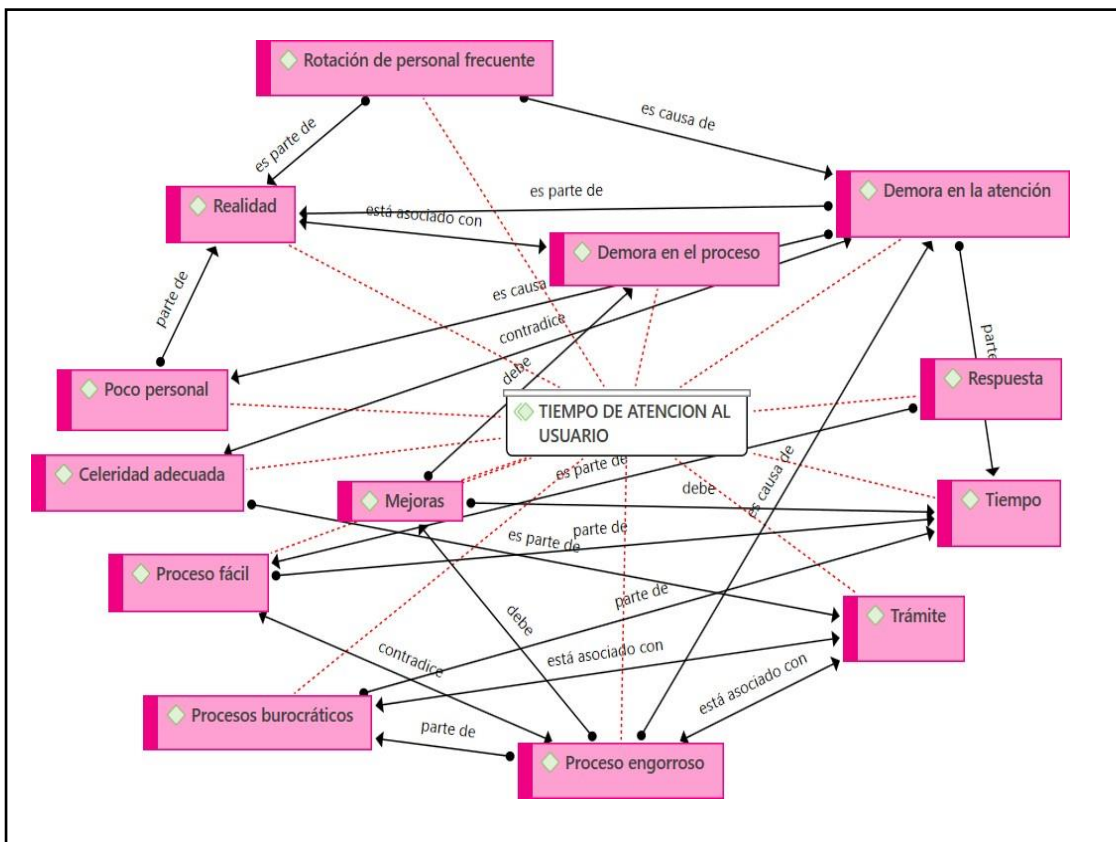 Rotación de personal frecuente
es causa de
es parte de
Demora en la atención
es parte de
Realidad
está asociado con
Demora en el proceso
es causa
parte de
contradice
parte
debe
Respuesta
Poco personal
TIEMPO DE ATENCION AL
USUARIO
Celeridad adecuada
es parte de
es causa de
debe
Mejoras
Tiempo
parte de
es parte de
Proceso fácil
parte de
Trámite
debe
contradice
está asociado con
está asociado con
Procesos burocráticos
parte de
Proceso engorroso